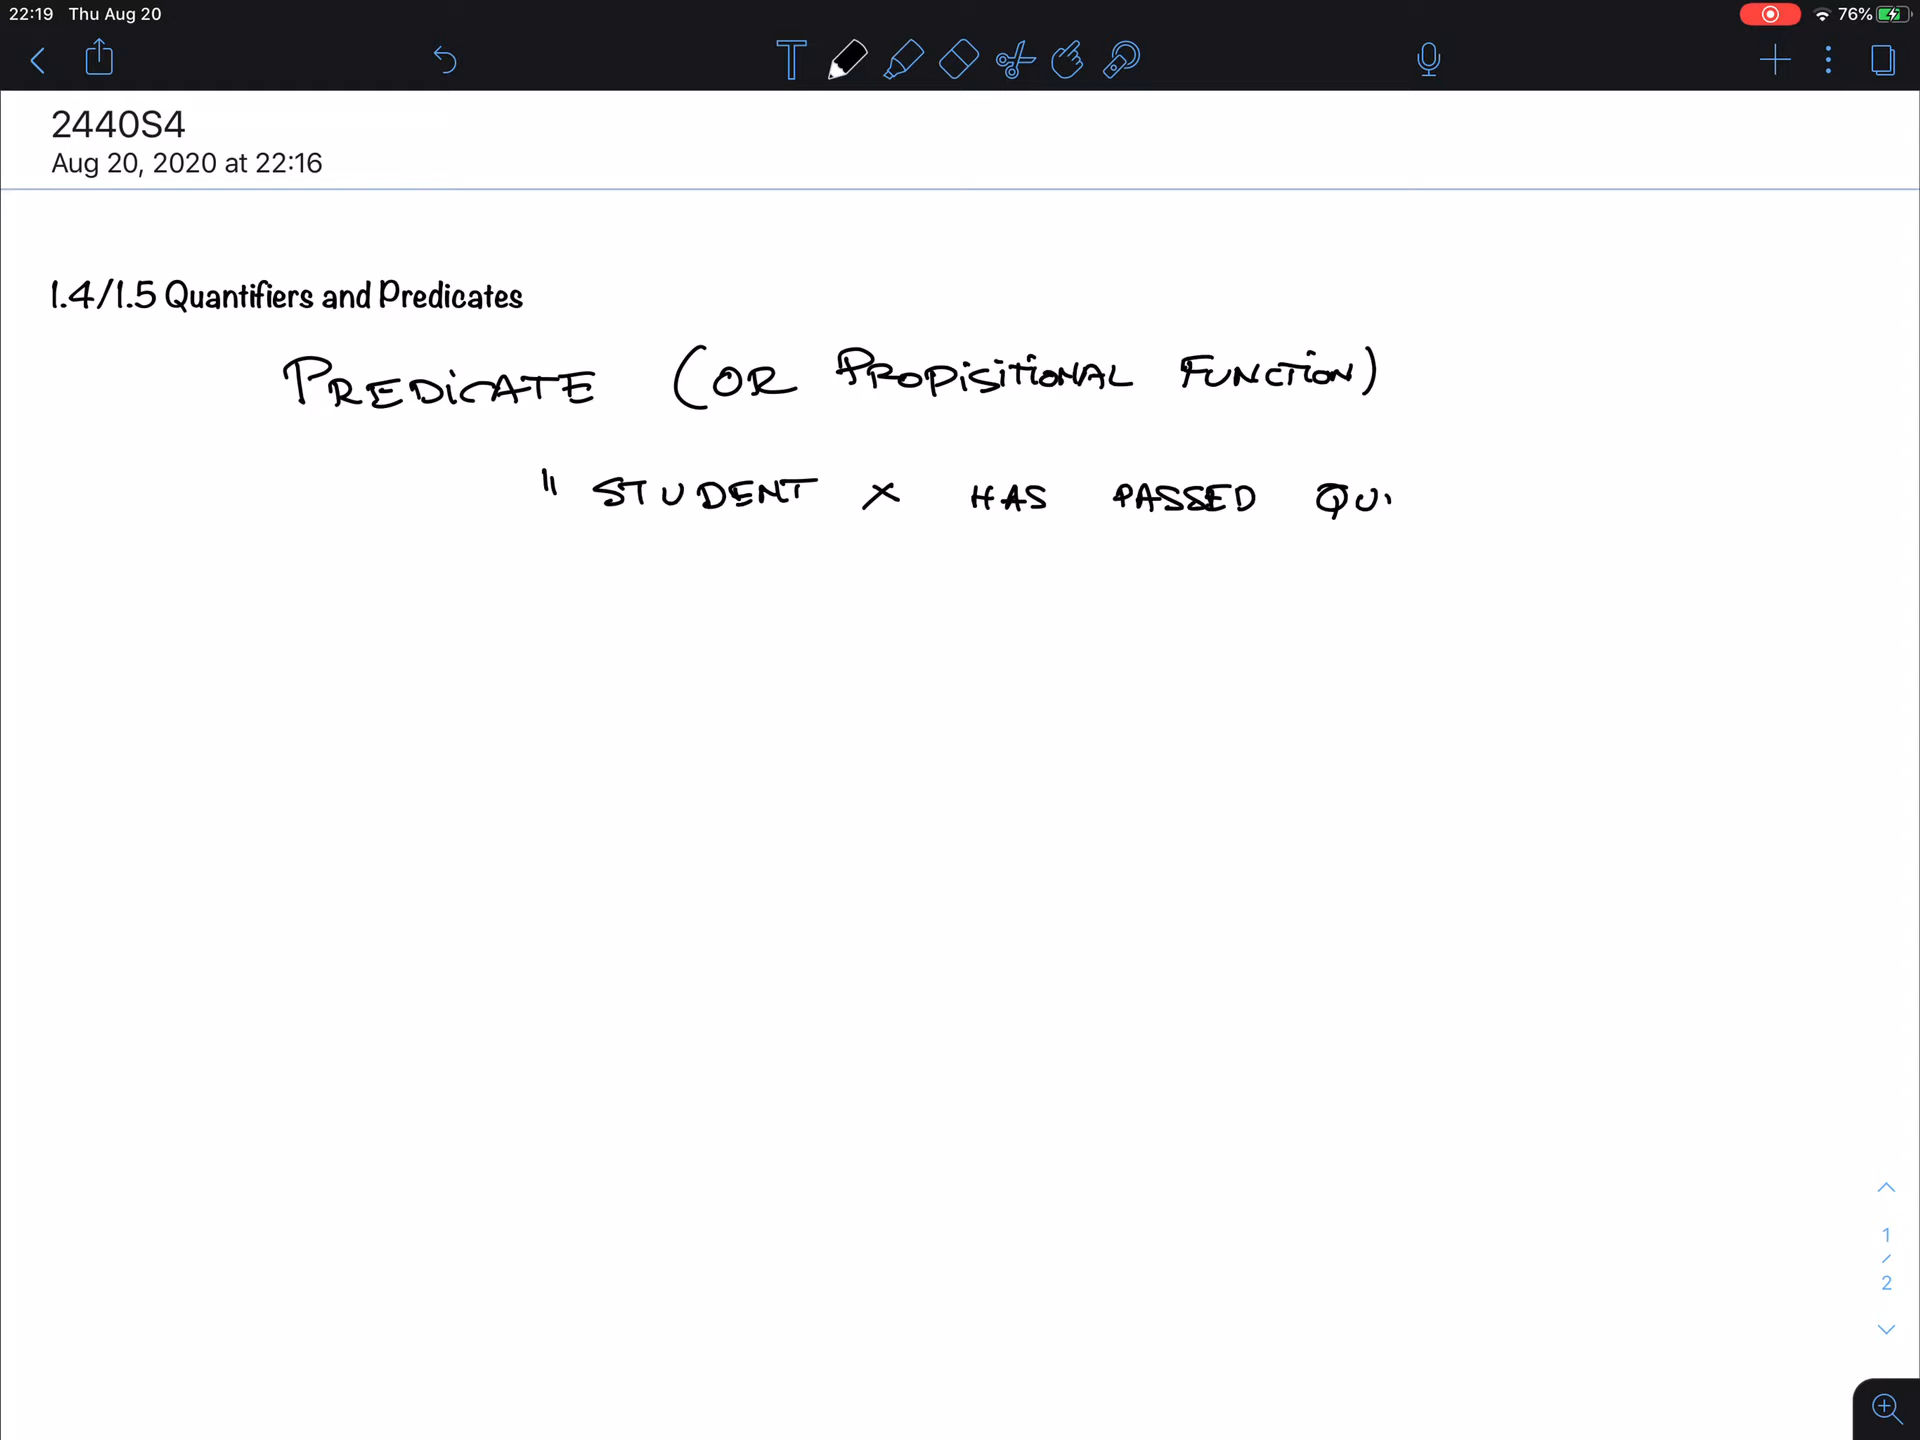 22:19 Thu Aug 20 76%
2440S4
Aug 20, 2020 at 22:16
1.4/1.5 Quantifiers and Predicates
PREDiCATE (OR PROPiSiTiONAL FUNCTiON)
" STUDENT X HAS PASSED QUI
1
/
2